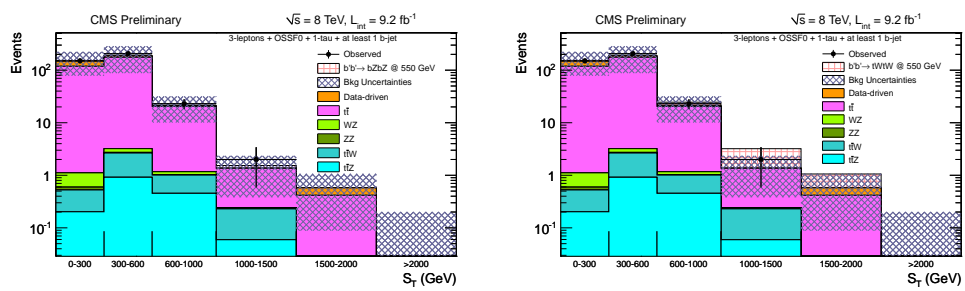 CMS Preliminary
√s = 8 TeV, L_int = 9.2 fb⁻¹
3-leptons + OSSF0 + 1-tau + at least 1 b-jet
Events
10²
10
1
10⁻¹
Observed
b'b'→ bZbZ @ 550 GeV
Bkg Uncertainties
Data-driven
tt̄
WZ
ZZ
tt̄W
tt̄Z
0-300
300-600
600-1000
1000-1500
1500-2000
>2000
S_T (GeV)
CMS Preliminary
√s = 8 TeV, L_int = 9.2 fb⁻¹
3-leptons + OSSF0 + 1-tau + at least 1 b-jet
Events
10²
10
1
10⁻¹
Observed
b'b'→ tWtW @ 550 GeV
Bkg Uncertainties
Data-driven
tt̄
WZ
ZZ
tt̄W
tt̄Z
0-300
300-600
600-1000
1000-1500
1500-2000
>2000
S_T (GeV)